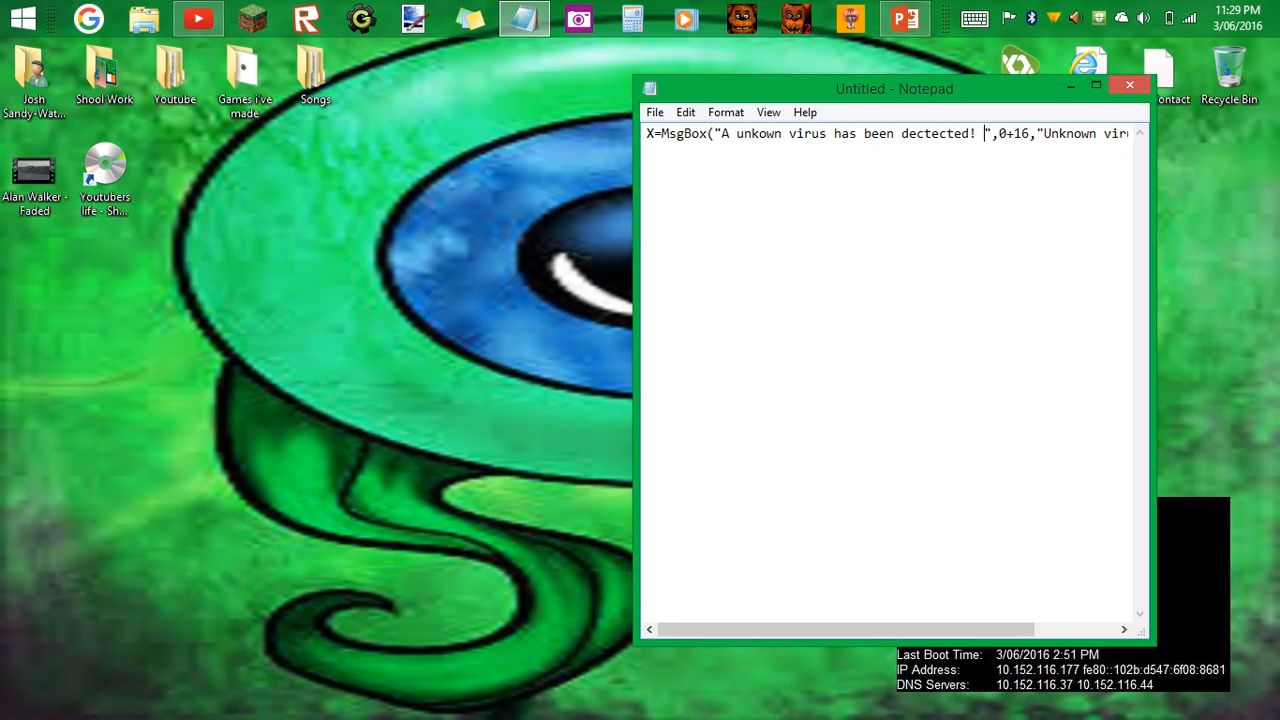 11:29 PM
3/06/2016
Josh
Sandy-Wat...
Shool Work
Youtube
Games i've
made
Songs
ontact
Recycle Bin
Alan Walker -
Faded
Youtubers
life - Sh...
Untitled - Notepad
File Edit Format View Help
X=MsgBox("A unkown virus has been dectected! ",0+16,"Unknown viru
Last Boot Time: 3/06/2016 2:51 PM
IP Address: 10.152.116.177 fe80::102b:d547:6f08:8681
DNS Servers: 10.152.116.37 10.152.116.44